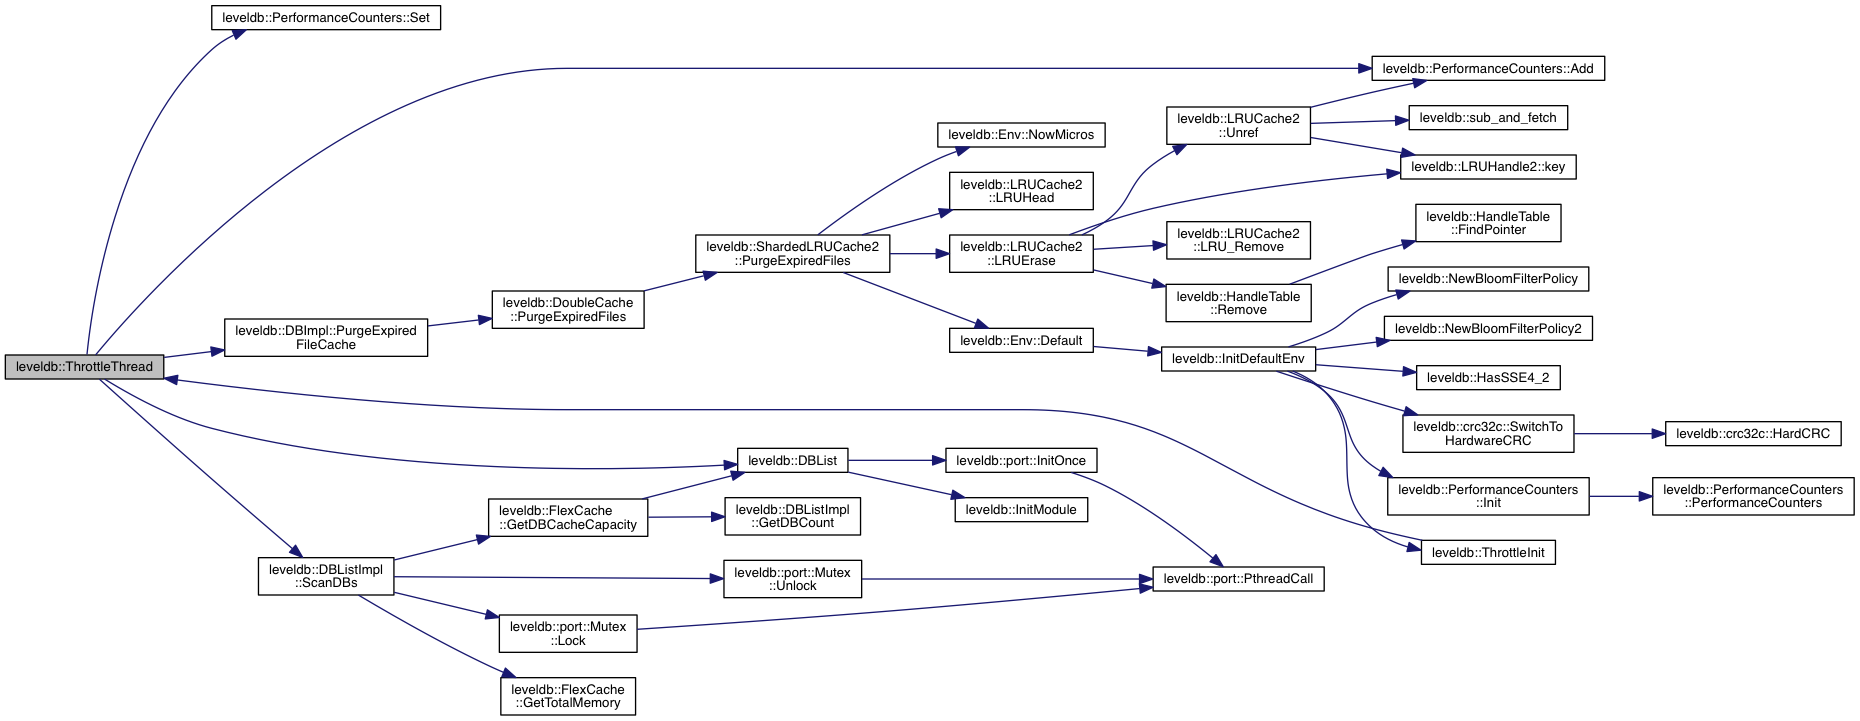 leveldb::PerformanceCounters::Set
leveldb::PerformanceCounters::Add
leveldb::LRUCache2
::Unref
leveldb::sub_and_fetch
leveldb::Env::NowMicros
leveldb::LRUHandle2::key
leveldb::LRUCache2
::LRUHead
leveldb::HandleTable
::FindPointer
leveldb::ShardedLRUCache2
::PurgeExpiredFiles
leveldb::LRUCache2
::LRUErase
leveldb::LRUCache2
::LRU_Remove
leveldb::NewBloomFilterPolicy
leveldb::HandleTable
::Remove
leveldb::DoubleCache
::PurgeExpiredFiles
leveldb::NewBloomFilterPolicy2
leveldb::DBImpl::PurgeExpired
FileCache
leveldb::Env::Default
leveldb::InitDefaultEnv
leveldb::ThrottleThread
leveldb::HasSSE4_2
leveldb::crc32c::SwitchTo
HardwareCRC
leveldb::crc32c::HardCRC
leveldb::DBList
leveldb::port::InitOnce
leveldb::PerformanceCounters
::Init
leveldb::PerformanceCounters
::PerformanceCounters
leveldb::FlexCache
::GetDBCacheCapacity
leveldb::DBListImpl
::GetDBCount
leveldb::InitModule
leveldb::ThrottleInit
leveldb::DBListImpl
::ScanDBs
leveldb::port::Mutex
::Unlock
leveldb::port::PthreadCall
leveldb::port::Mutex
::Lock
leveldb::FlexCache
::GetTotalMemory